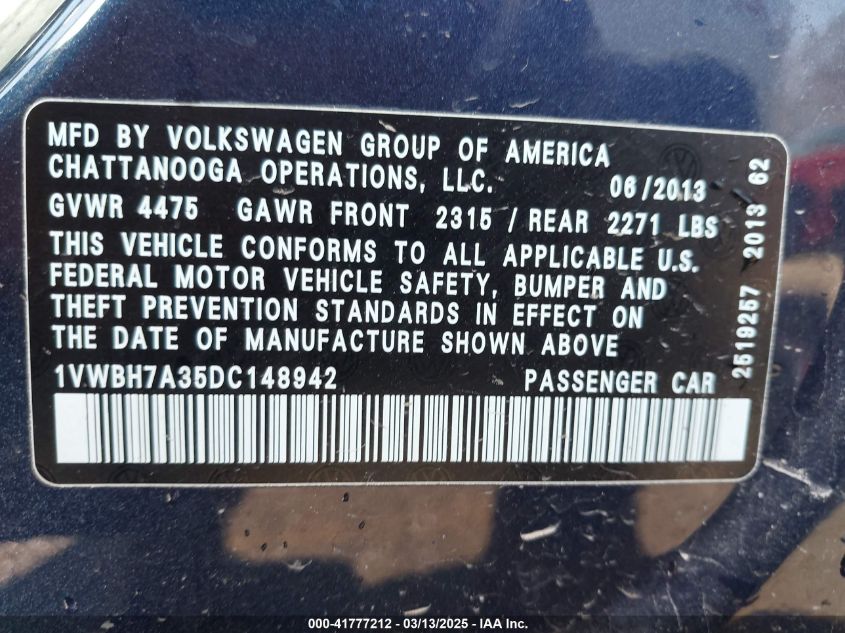 MFD BY VOLKSWAGEN GROUP OF AMERICA
CHATTANOOGA OPERATIONS, LLC. 06/2013
GVWR 4475 GAWR FRONT 2315 / REAR 2271 LBS
THIS VEHICLE CONFORMS TO ALL APPLICABLE U.S.
FEDERAL MOTOR VEHICLE SAFETY, BUMPER AND
THEFT PREVENTION STANDARDS IN EFFECT ON
THE DATE OF MANUFACTURE SHOWN ABOVE
1VWBH7A35DC148942 PASSENGER CAR
2519257 2013 62
000-41777212 - 03/13/2025 - IAA Inc.